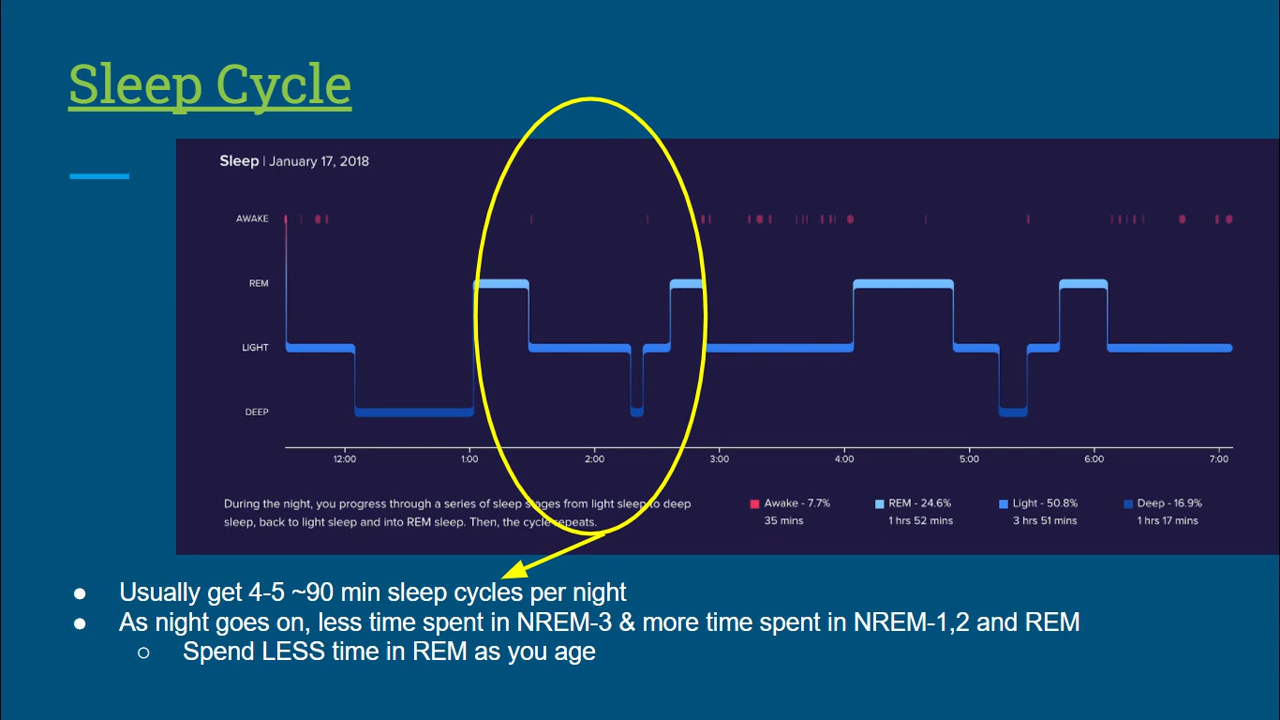 Sleep Cycle
Sleep | January 17, 2018
AWAKE
REM
LIGHT
DEEP
12:00 1:00 2:00 3:00 4:00 5:00 6:00 7:00
During the night, you progress through a series of sleep stages from light sleep to deep
sleep, back to light sleep and into REM sleep. Then, the cycle repeats.
Awake - 7.7% REM - 24.6% Light - 50.8% Deep - 16.9%
35 mins 1 hrs 52 mins 3 hrs 51 mins 1 hrs 17 mins
● Usually get 4-5 ~90 min sleep cycles per night
● As night goes on, less time spent in NREM-3 & more time spent in NREM-1,2 and REM
○ Spend LESS time in REM as you age